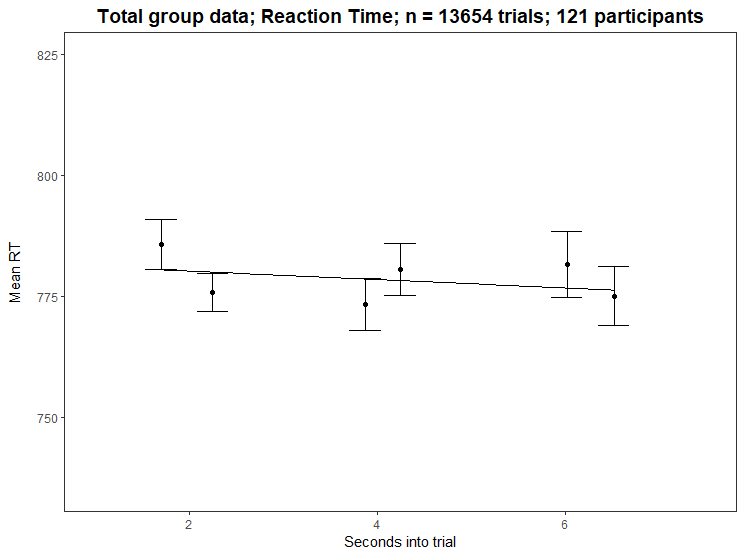 Total group data; Reaction Time; n = 13654 trials; 121 participants
825
800
775
750
Mean RT
2 4 6
Seconds into trial